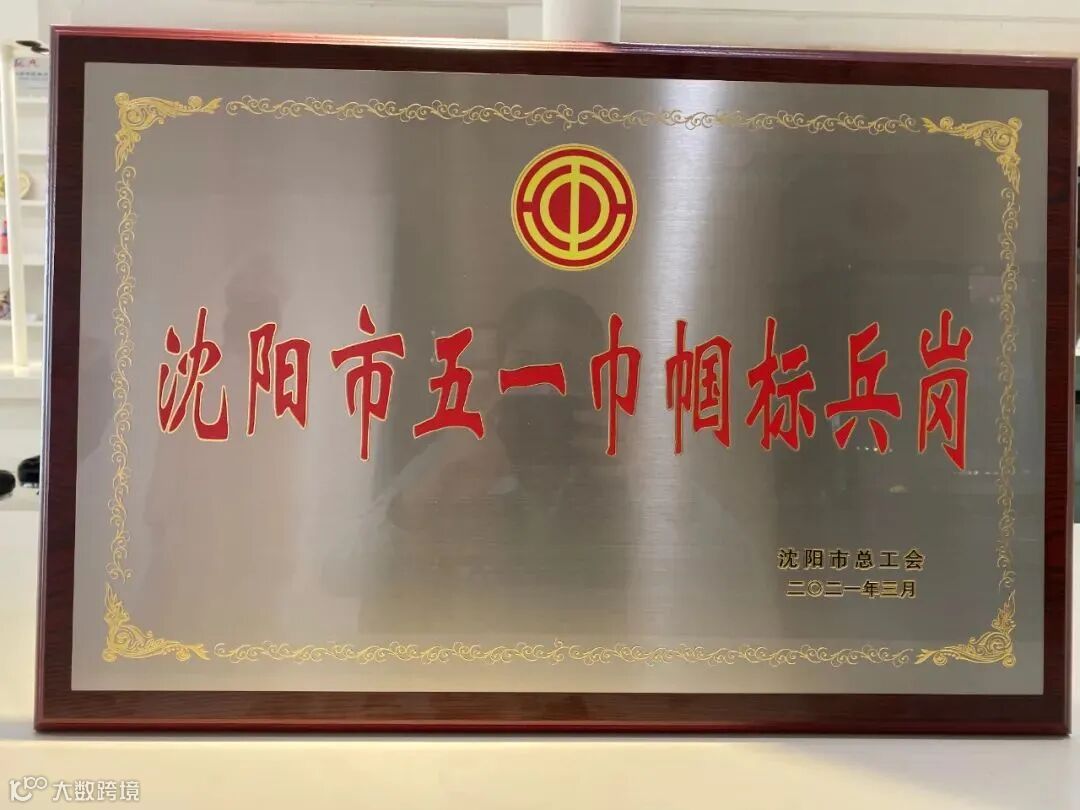 沈阳市五一巾帼标兵岗
沈阳市总工会
二〇二一年三月
大数跨境